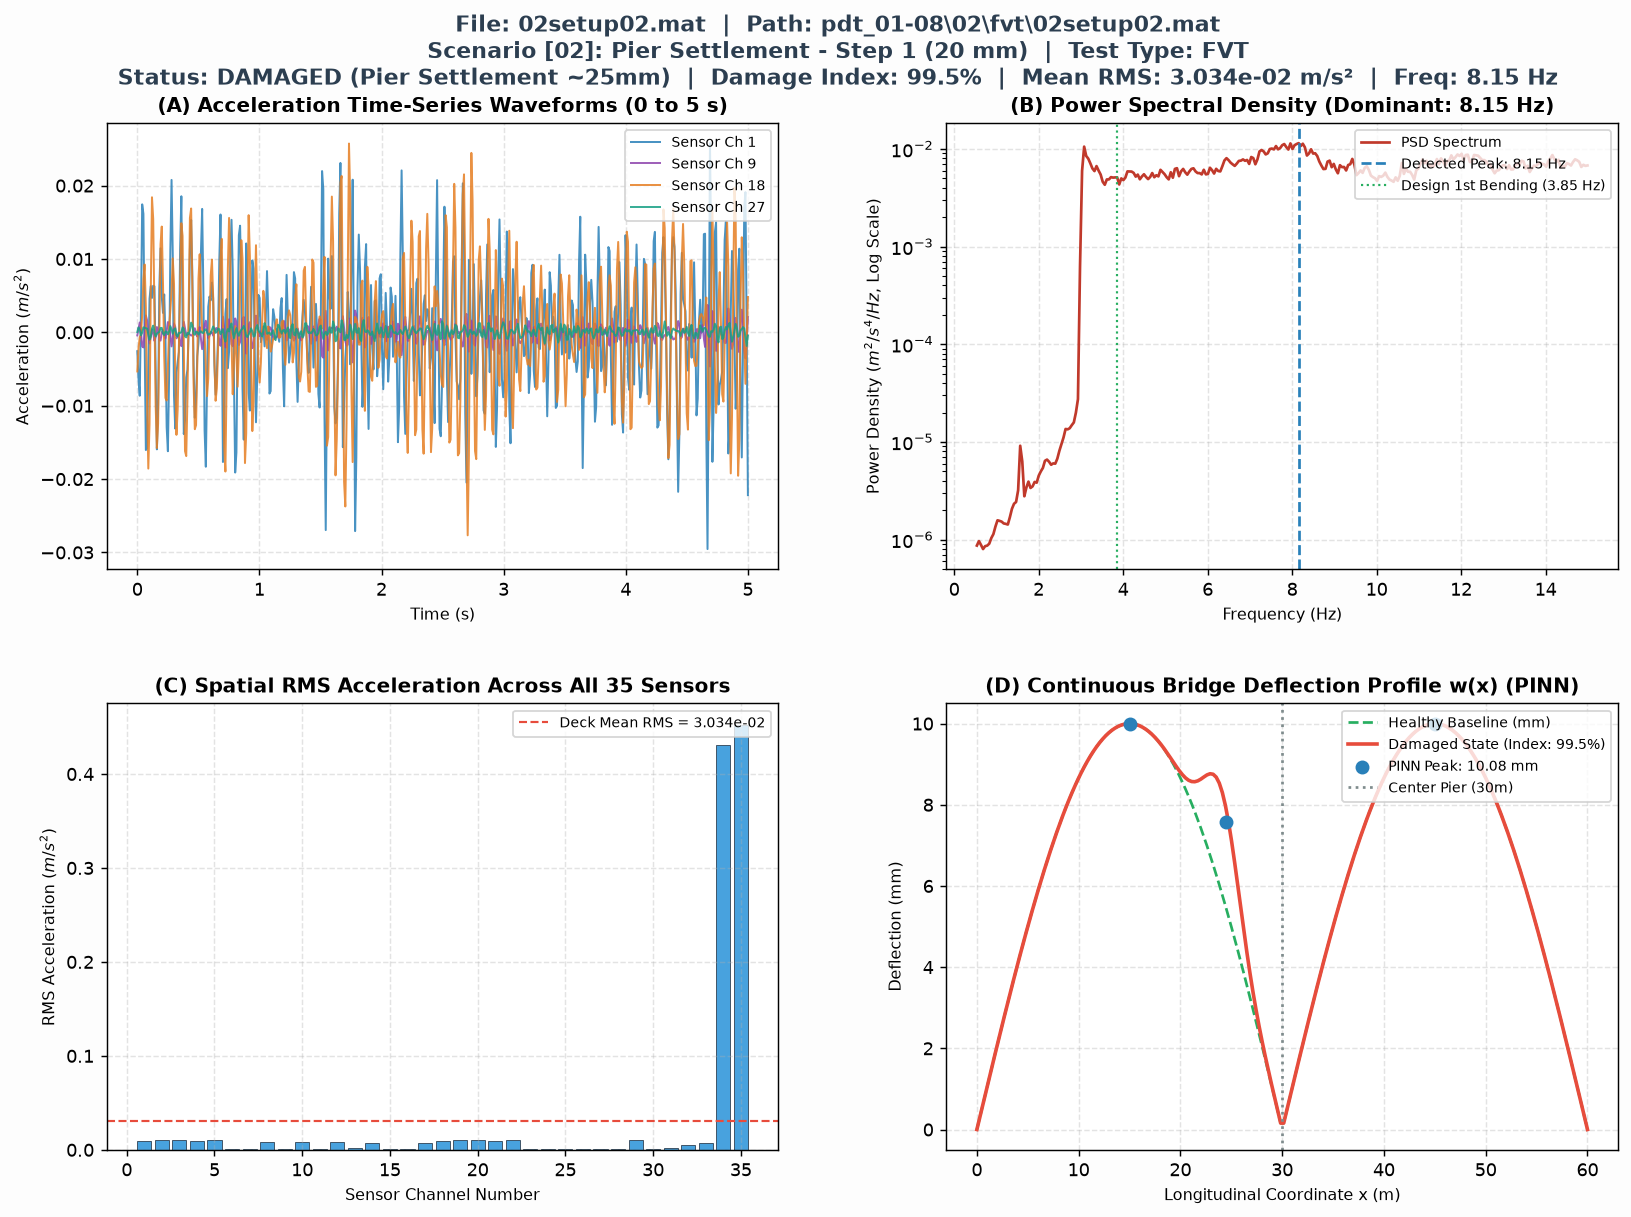 File: 02setup02.mat | Path: pdt_01-08\02\fvt\02setup02.mat
Scenario [02]: Pier Settlement - Step 1 (20 mm) | Test Type: FVT
Status: DAMAGED (Pier Settlement ~25mm) | Damage Index: 99.5% | Mean RMS: 3.034e-02 m/s² | Freq: 8.15 Hz
(A) Acceleration Time-Series Waveforms (0 to 5 s)
Sensor Ch 1
Sensor Ch 9
Sensor Ch 18
Sensor Ch 27
Acceleration (m/s²)
0.02
0.01
0.00
−0.01
−0.02
−0.03
0 1 2 3 4 5
Time (s)
(B) Power Spectral Density (Dominant: 8.15 Hz)
PSD Spectrum
Detected Peak: 8.15 Hz
Design 1st Bending (3.85 Hz)
Power Density (m²/s⁴/Hz, Log Scale)
10⁻²
10⁻³
10⁻⁴
10⁻⁵
10⁻⁶
0 2 4 6 8 10 12 14
Frequency (Hz)
(C) Spatial RMS Acceleration Across All 35 Sensors
Deck Mean RMS = 3.034e-02
RMS Acceleration (m/s²)
0.4
0.3
0.2
0.1
0.0
0 5 10 15 20 25 30 35
Sensor Channel Number
(D) Continuous Bridge Deflection Profile w(x) (PINN)
Healthy Baseline (mm)
Damaged State (Index: 99.5%)
PINN Peak: 10.08 mm
Center Pier (30m)
Deflection (mm)
10
8
6
4
2
0
0 10 20 30 40 50 60
Longitudinal Coordinate x (m)